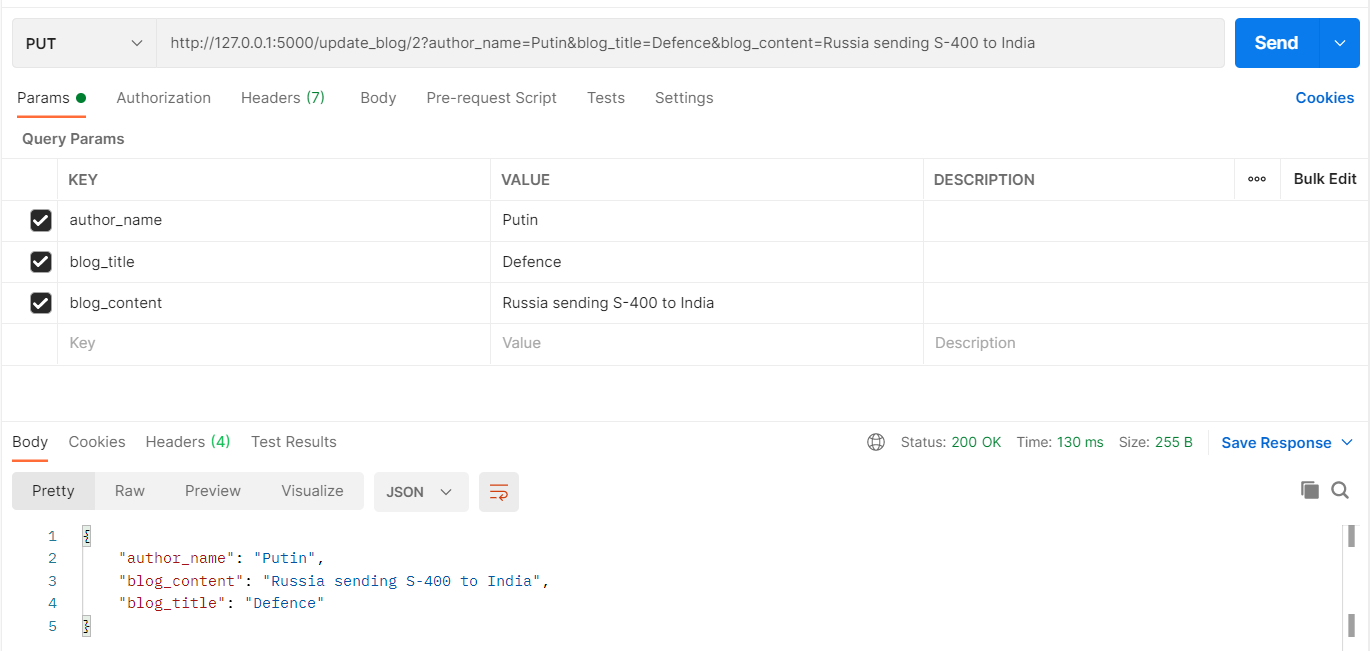 PUT http://127.0.0.1:5000/update_blog/2?author_name=Putin&blog_title=Defence&blog_content=Russia sending S-400 to India Send
Params Authorization Headers (7) Body Pre-request Script Tests Settings Cookies
Query Params
KEY VALUE DESCRIPTION ooo Bulk Edit
author_name Putin
blog_title Defence
blog_content Russia sending S-400 to India
Key Value Description
Body Cookies Headers (4) Test Results Status: 200 OK Time: 130 ms Size: 255 B Save Response
Pretty Raw Preview Visualize JSON
1 {
2 "author_name": "Putin",
3 "blog_content": "Russia sending S-400 to India",
4 "blog_title": "Defence"
5 }